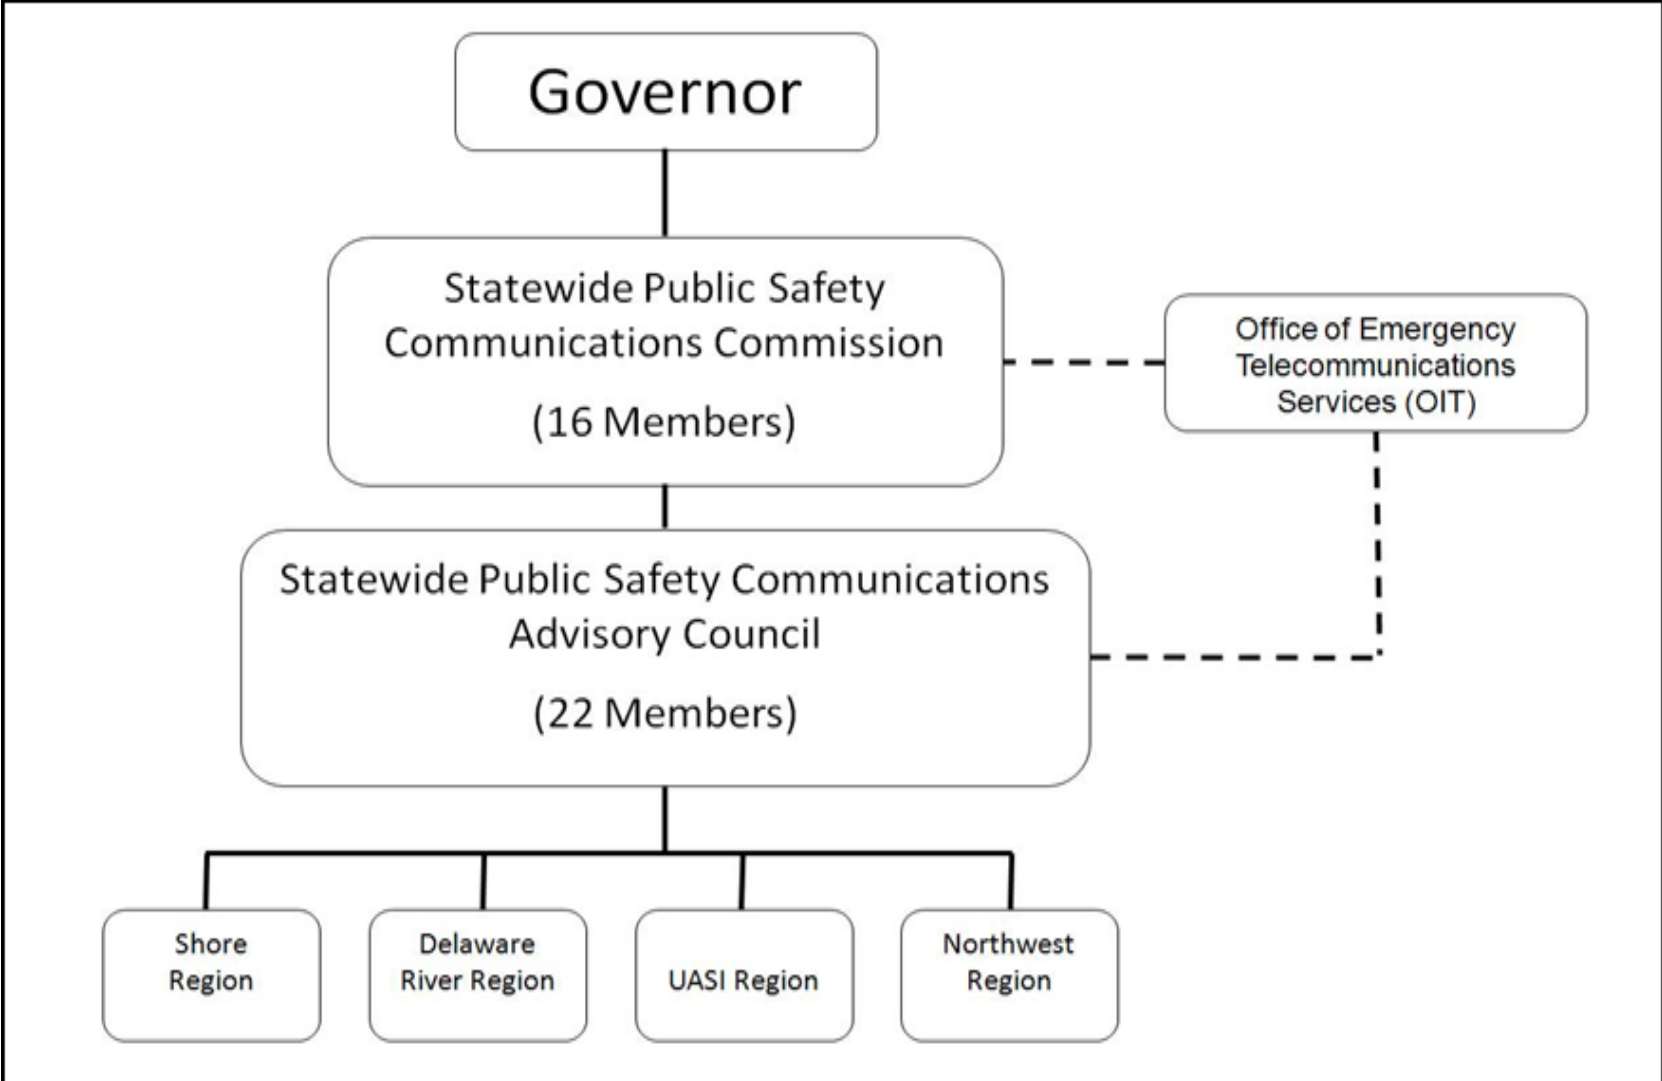 Governor
Statewide Public Safety
Communications Commission
(16 Members)
Office of Emergency
Telecommunications
Services (OIT)
Statewide Public Safety Communications
Advisory Council
(22 Members)
Shore
Region
Delaware
River Region
UASI Region
Northwest
Region